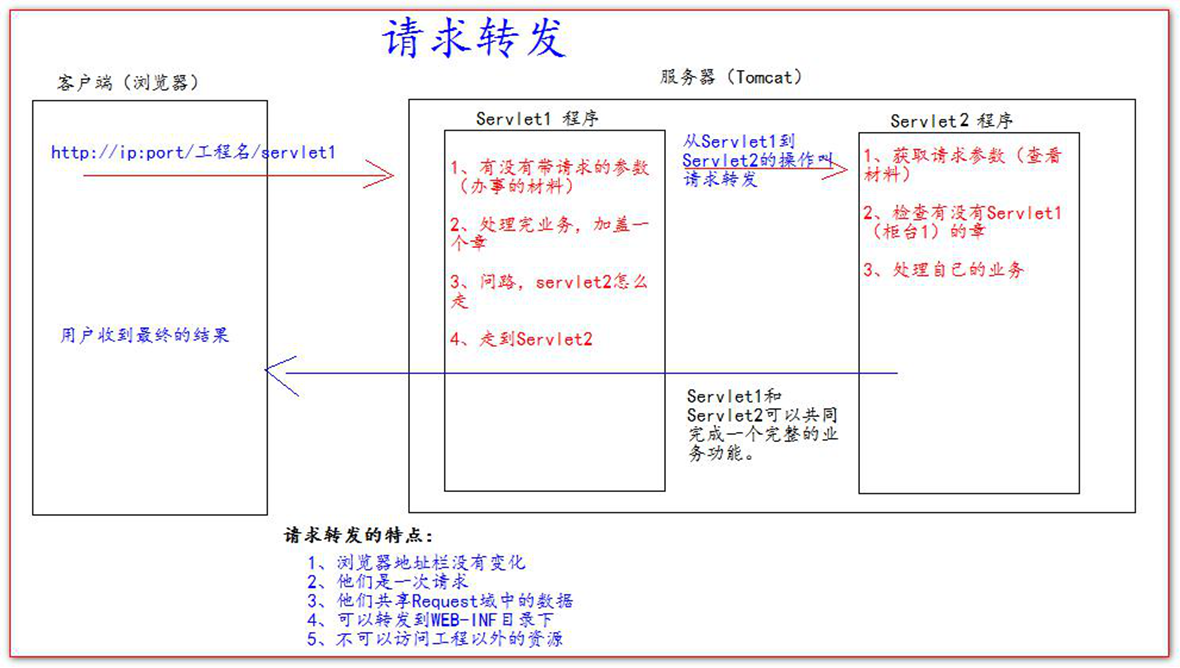 请求转发
客户端（浏览器）
服务器（Tomcat）
http://ip:port/工程名/servlet1
用户收到最终的结果
Servlet1 程序
1、有没有带请求的参数
（办事的材料）
2、处理完业务，加盖一
个章
3、问路，servlet2怎么
走
4、走到Servlet2
从Servlet1到
Servlet2的操作叫
请求转发
Servlet2 程序
1、获取请求参数（查看
材料）
2、检查有没有Servlet1
（柜台1）的章
3、处理自己的业务
Servlet1和
Servlet2可以共同
完成一个完整的业
务功能。
请求转发的特点：
1、浏览器地址栏没有变化
2、他们是一次请求
3、他们共享Request域中的数据
4、可以转发到WEB-INF目录下
5、不可以访问工程以外的资源